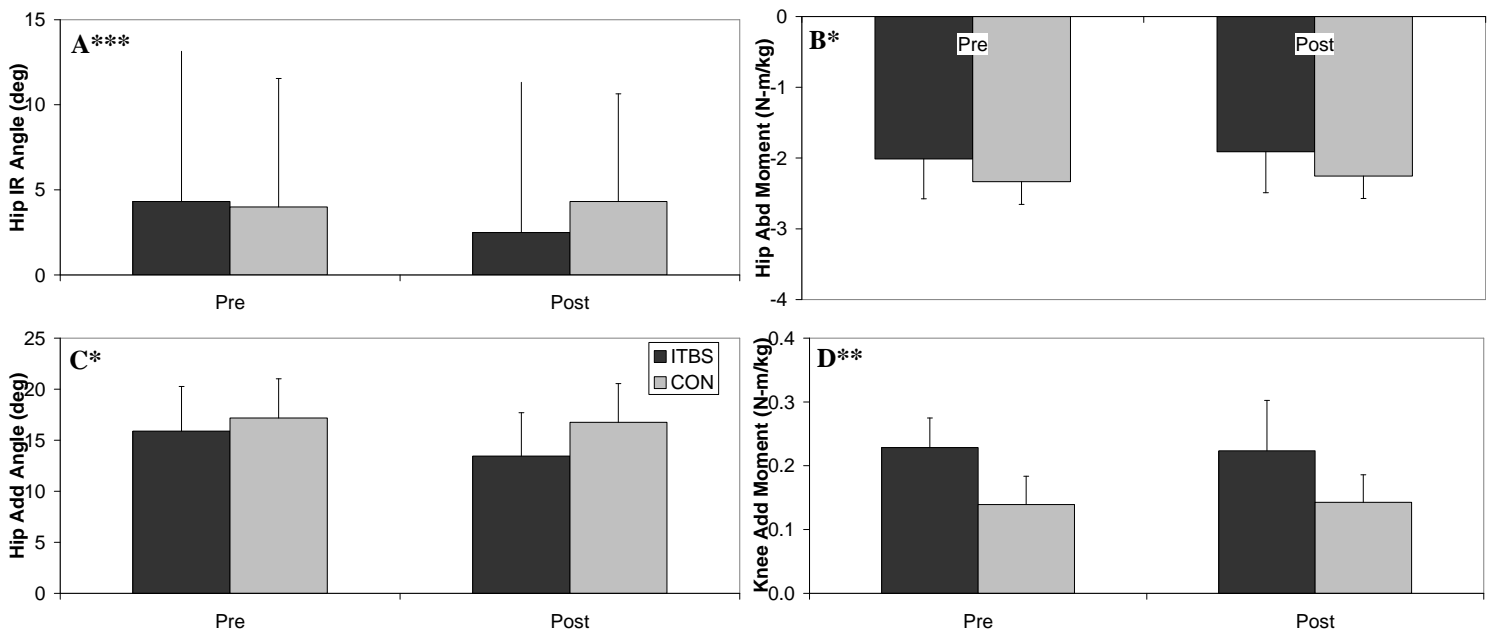 A***
Hip IR Angle (deg)
15
10
5
0
Pre
Post
B*
Hip Abd Moment (N-m/kg)
-0
-1
-2
-3
-4
Pre
Post
C*
Hip Add Angle (deg)
25
20
15
10
5
0
Pre
Post
ITBS
CON
D**
Knee Add Moment (N-m/kg)
0.4
0.3
0.2
0.1
0.0
Pre
Post